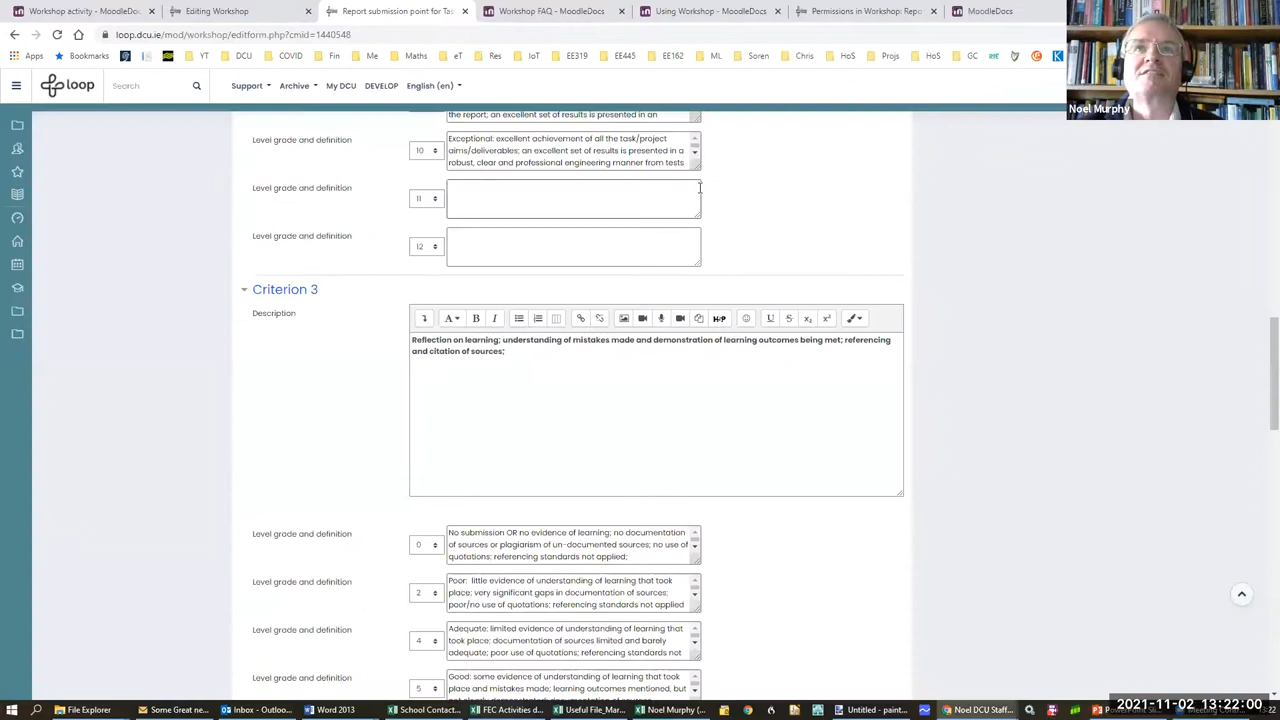 Workshop activity - MoodleDocs
Editing Workshop
Report submission point for Tas
Workshop FAQ - MoodleDocs
Using Workshop - MoodleDocs
Permissions in Workshop: Repo
MoodleDocs
loop.dcu.ie/mod/workshop/editform.php?cmid=1440548
Apps
Bookmarks
YT
DCU
COVID
Fin
Me
Maths
eT
Res
IoT
EE319
EE445
EE162
ML
Soren
Chris
HoS
Projs
HoS
GC
loop
Search
Support
Archive
My DCU
DEVELOP
English (en)
Noel Murphy
the report; an excellent set of results is presented in an
Level grade and definition
10
Exceptional: excellent achievement of all the task/project
aims/deliverables; an excellent set of results is presented in a
robust, clear and professional engineering manner from tests
Level grade and definition
11
Level grade and definition
12
Criterion 3
Description
A
B
I
H-P
U
S
x₂
x²
Reflection on learning; understanding of mistakes made and demonstration of learning outcomes being met; referencing
and citation of sources;
Level grade and definition
0
No submission OR no evidence of learning; no documentation
of sources or plagiarism of un-documented sources; no use of
quotations; referencing standards not applied;
Level grade and definition
2
Poor: little evidence of understanding of learning that took
place; very significant gaps in documentation of sources;
poor/no use of quotations; referencing standards not applied
Level grade and definition
4
Adequate: limited evidence of understanding of learning that
took place; documentation of sources limited and barely
adequate; poor use of quotations; referencing standards not
Level grade and definition
5
Good: some evidence of understanding of learning that took
place and mistakes made; learning outcomes mentioned, but
File Explorer
Some Great ne...
Inbox - Outloo...
Word 2013
School Contact...
FEC Activities d...
Useful File_Mar...
Noel Murphy (...
Untitled - paint...
Noel DCU Staff...
2021-11-02 13:22:00